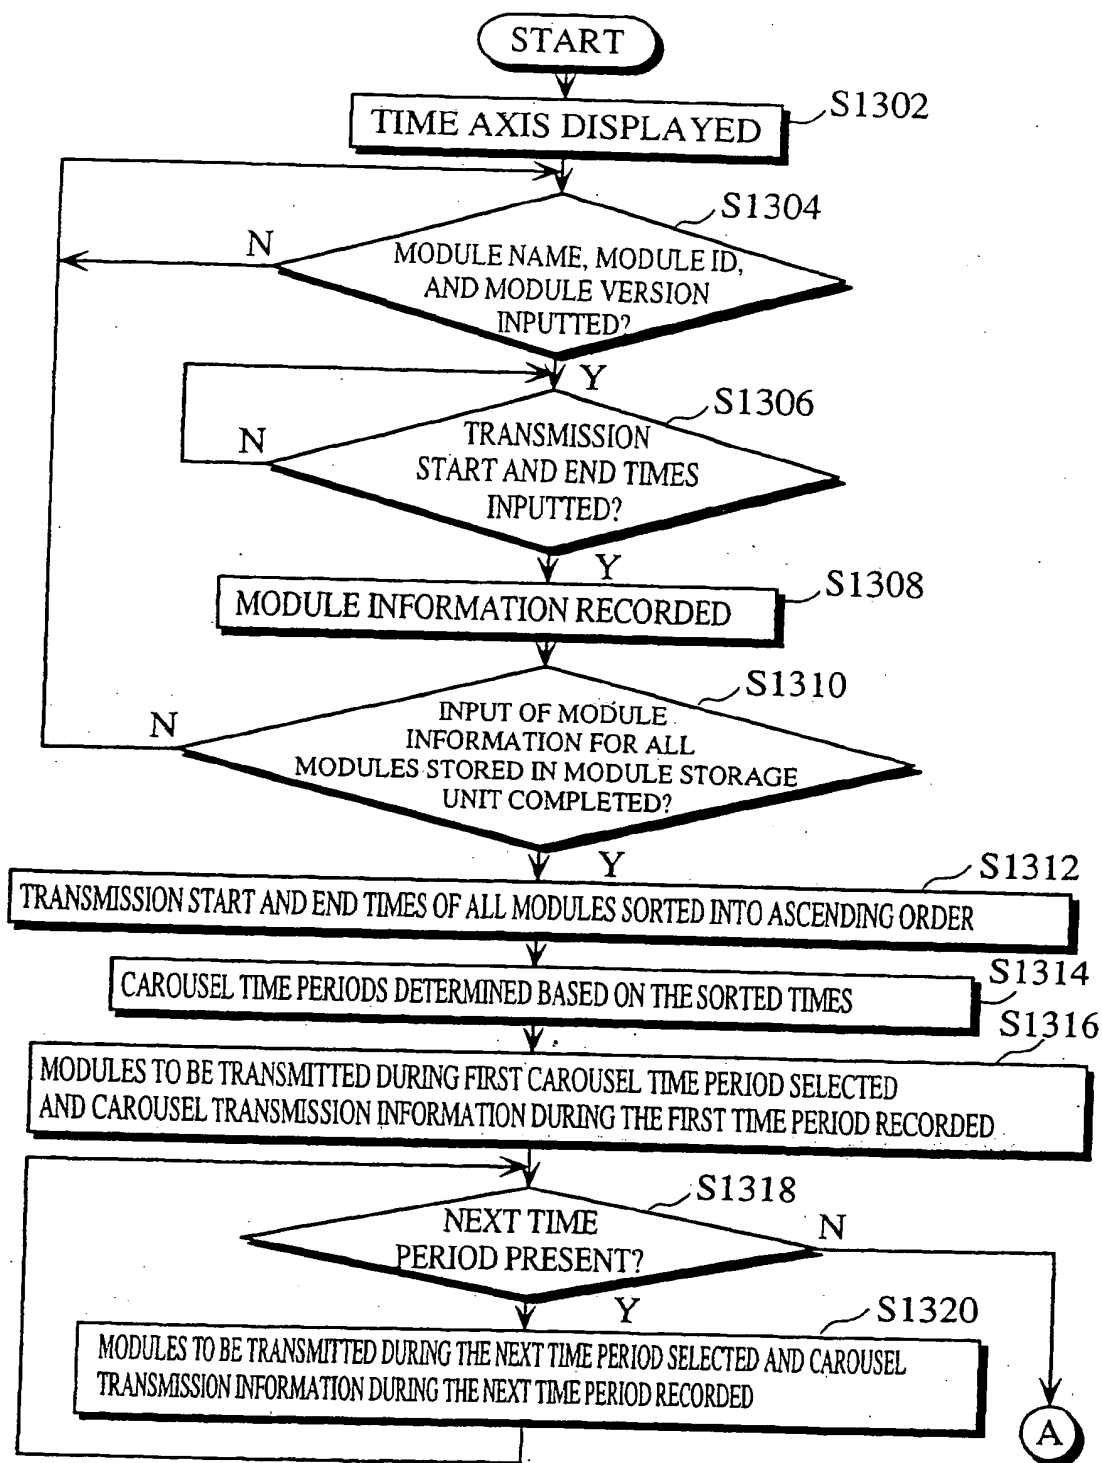 START
TIME AXIS DISPLAYED
S1302
S1304
N
MODULE NAME, MODULE ID,
AND MODULE VERSION
INPUTTED?
Y
S1306
N
TRANSMISSION
START AND END TIMES
INPUTTED?
Y
S1308
MODULE INFORMATION RECORDED
S1310
N
INPUT OF MODULE
INFORMATION FOR ALL
MODULES STORED IN MODULE STORAGE
UNIT COMPLETED?
Y
S1312
TRANSMISSION START AND END TIMES OF ALL MODULES SORTED INTO ASCENDING ORDER
S1314
CAROUSEL TIME PERIODS DETERMINED BASED ON THE SORTED TIMES
S1316
MODULES TO BE TRANSMITTED DURING FIRST CAROUSEL TIME PERIOD SELECTED
AND CAROUSEL TRANSMISSION INFORMATION DURING THE FIRST TIME PERIOD RECORDED
S1318
NEXT TIME
PERIOD PRESENT?
N
Y
S1320
MODULES TO BE TRANSMITTED DURING THE NEXT TIME PERIOD SELECTED AND CAROUSEL
TRANSMISSION INFORMATION DURING THE NEXT TIME PERIOD RECORDED
A